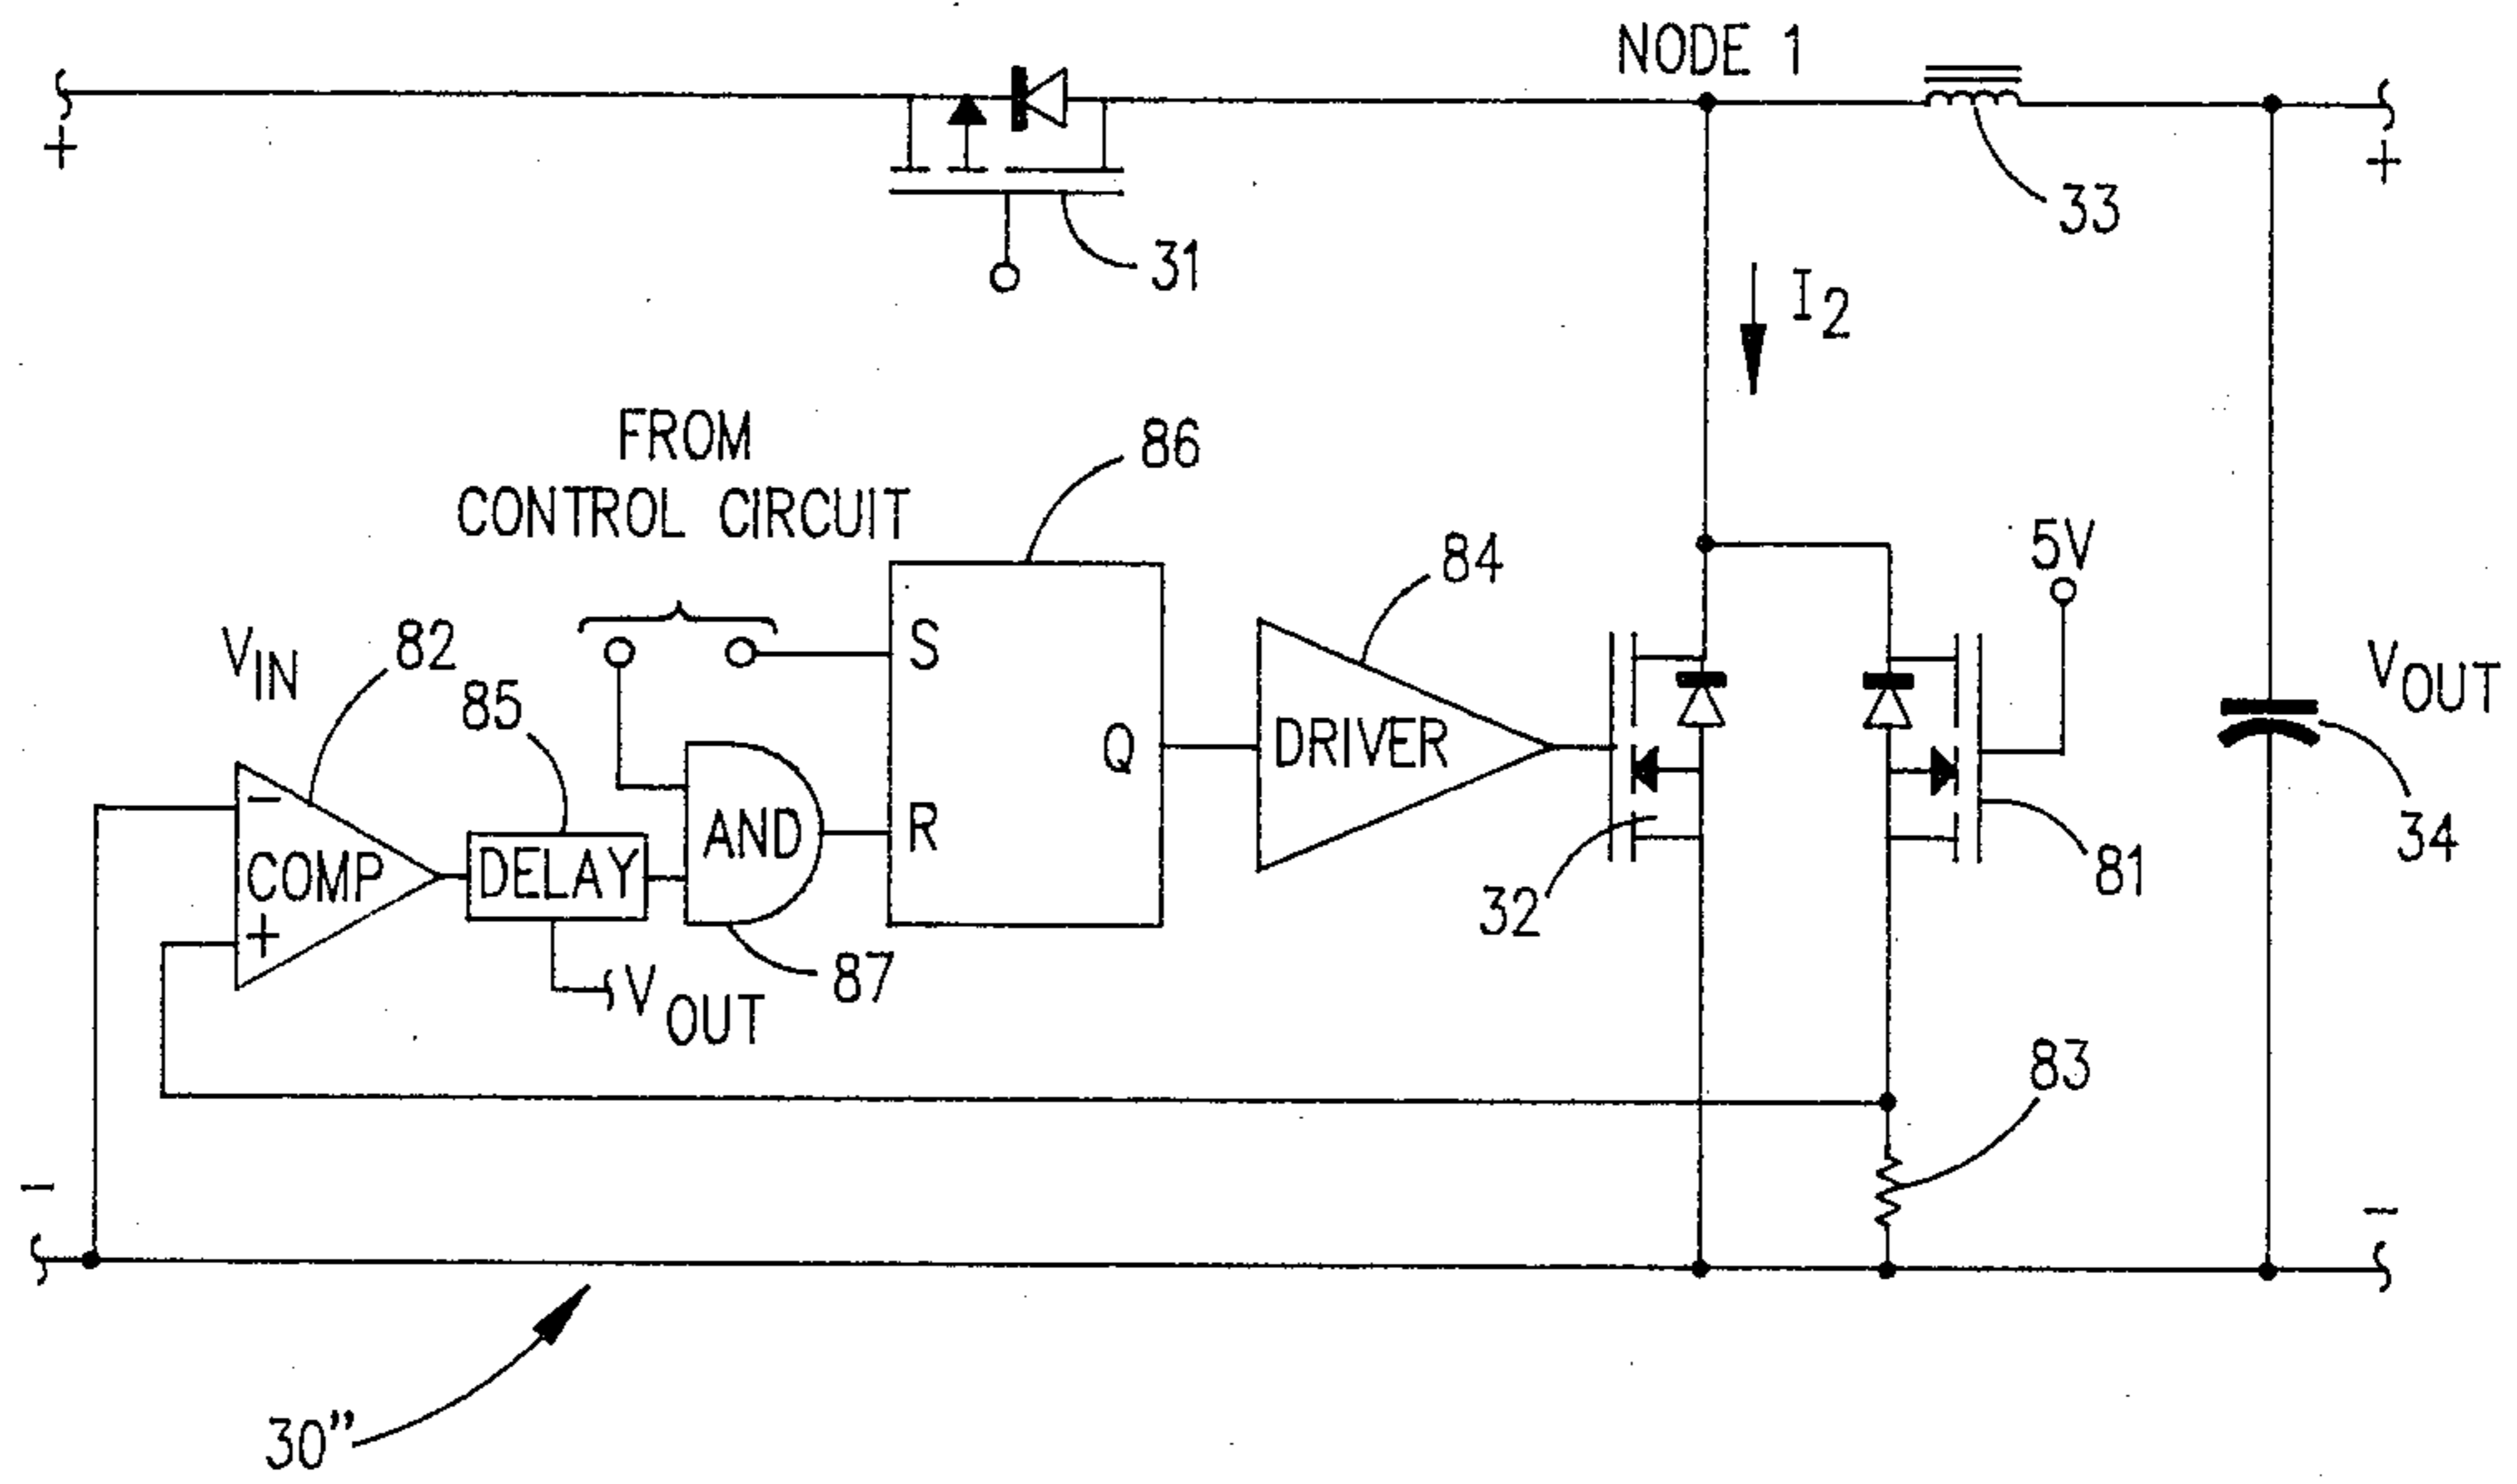 NODE 1
+
+
33
31
I2
FROM
CONTROL CIRCUIT
86
84
5V
VIN
82
85
S
VOUT
DRIVER
Q
−
COMP
+
DELAY
AND
R
32
81
34
87
VOUT
83
−
−
30”